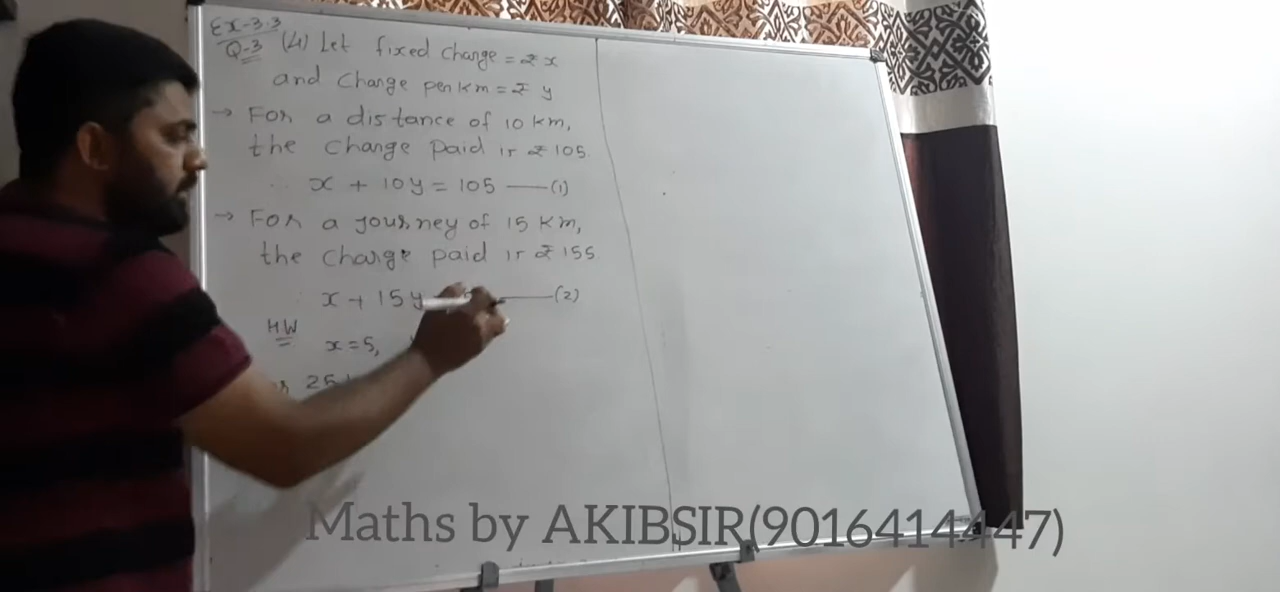 Ex-3.3
Q-3 (4) Let fixed charge = ₹ x
and charge per km = ₹ y
→ For a distance of 10 km,
the charge paid is ₹ 105.
x + 10y = 105 —(1)
→ For a journey of 15 km,
the charge paid is ₹ 155
x + 15y —(2)
HW
x = 5,
25
Maths by AKIBSIR(9016414447)